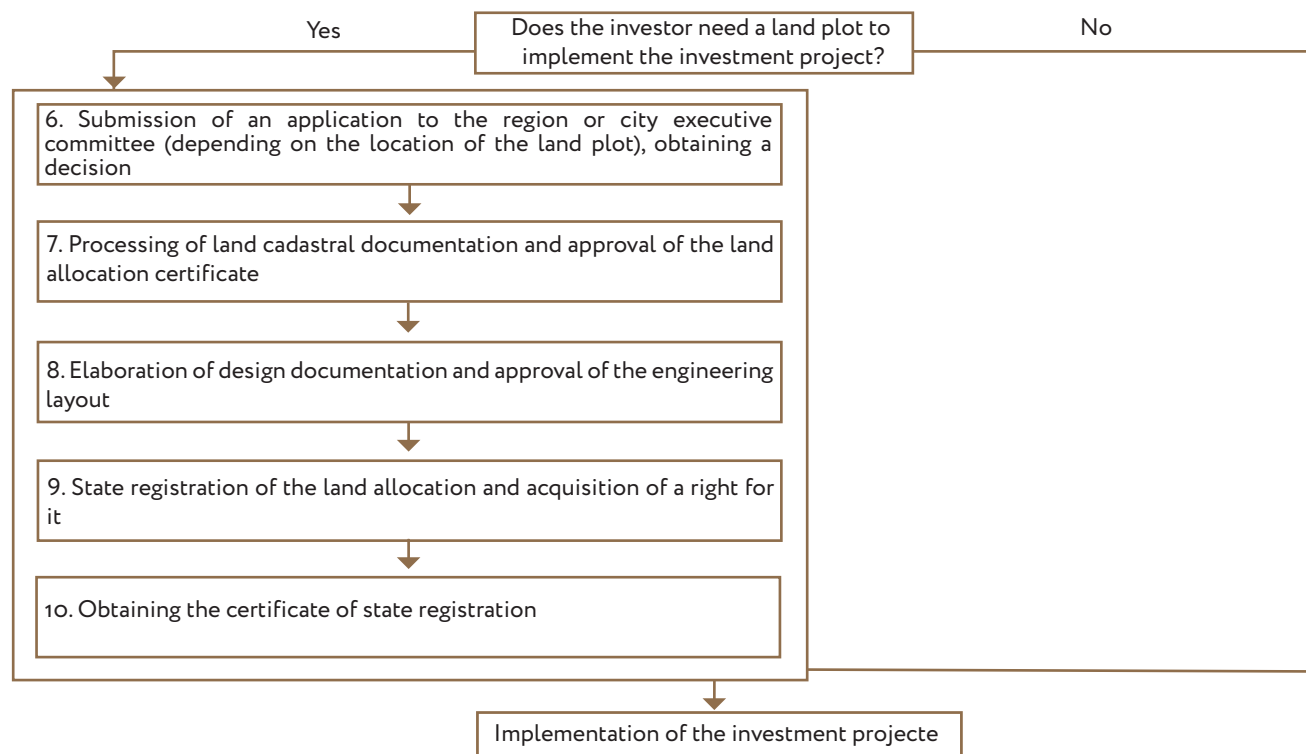 Does the investor need a land plot to
implement the investment project?
Yes
No
6. Submission of an application to the region or city executive
committee (depending on the location of the land plot), obtaining a
decision
7. Processing of land cadastral documentation and approval of the land
allocation certificate
8. Elaboration of design documentation and approval of the engineering
layout
9. State registration of the land allocation and acquisition of a right for
it
10. Obtaining the certificate of state registration
Implementation of the investment projecte